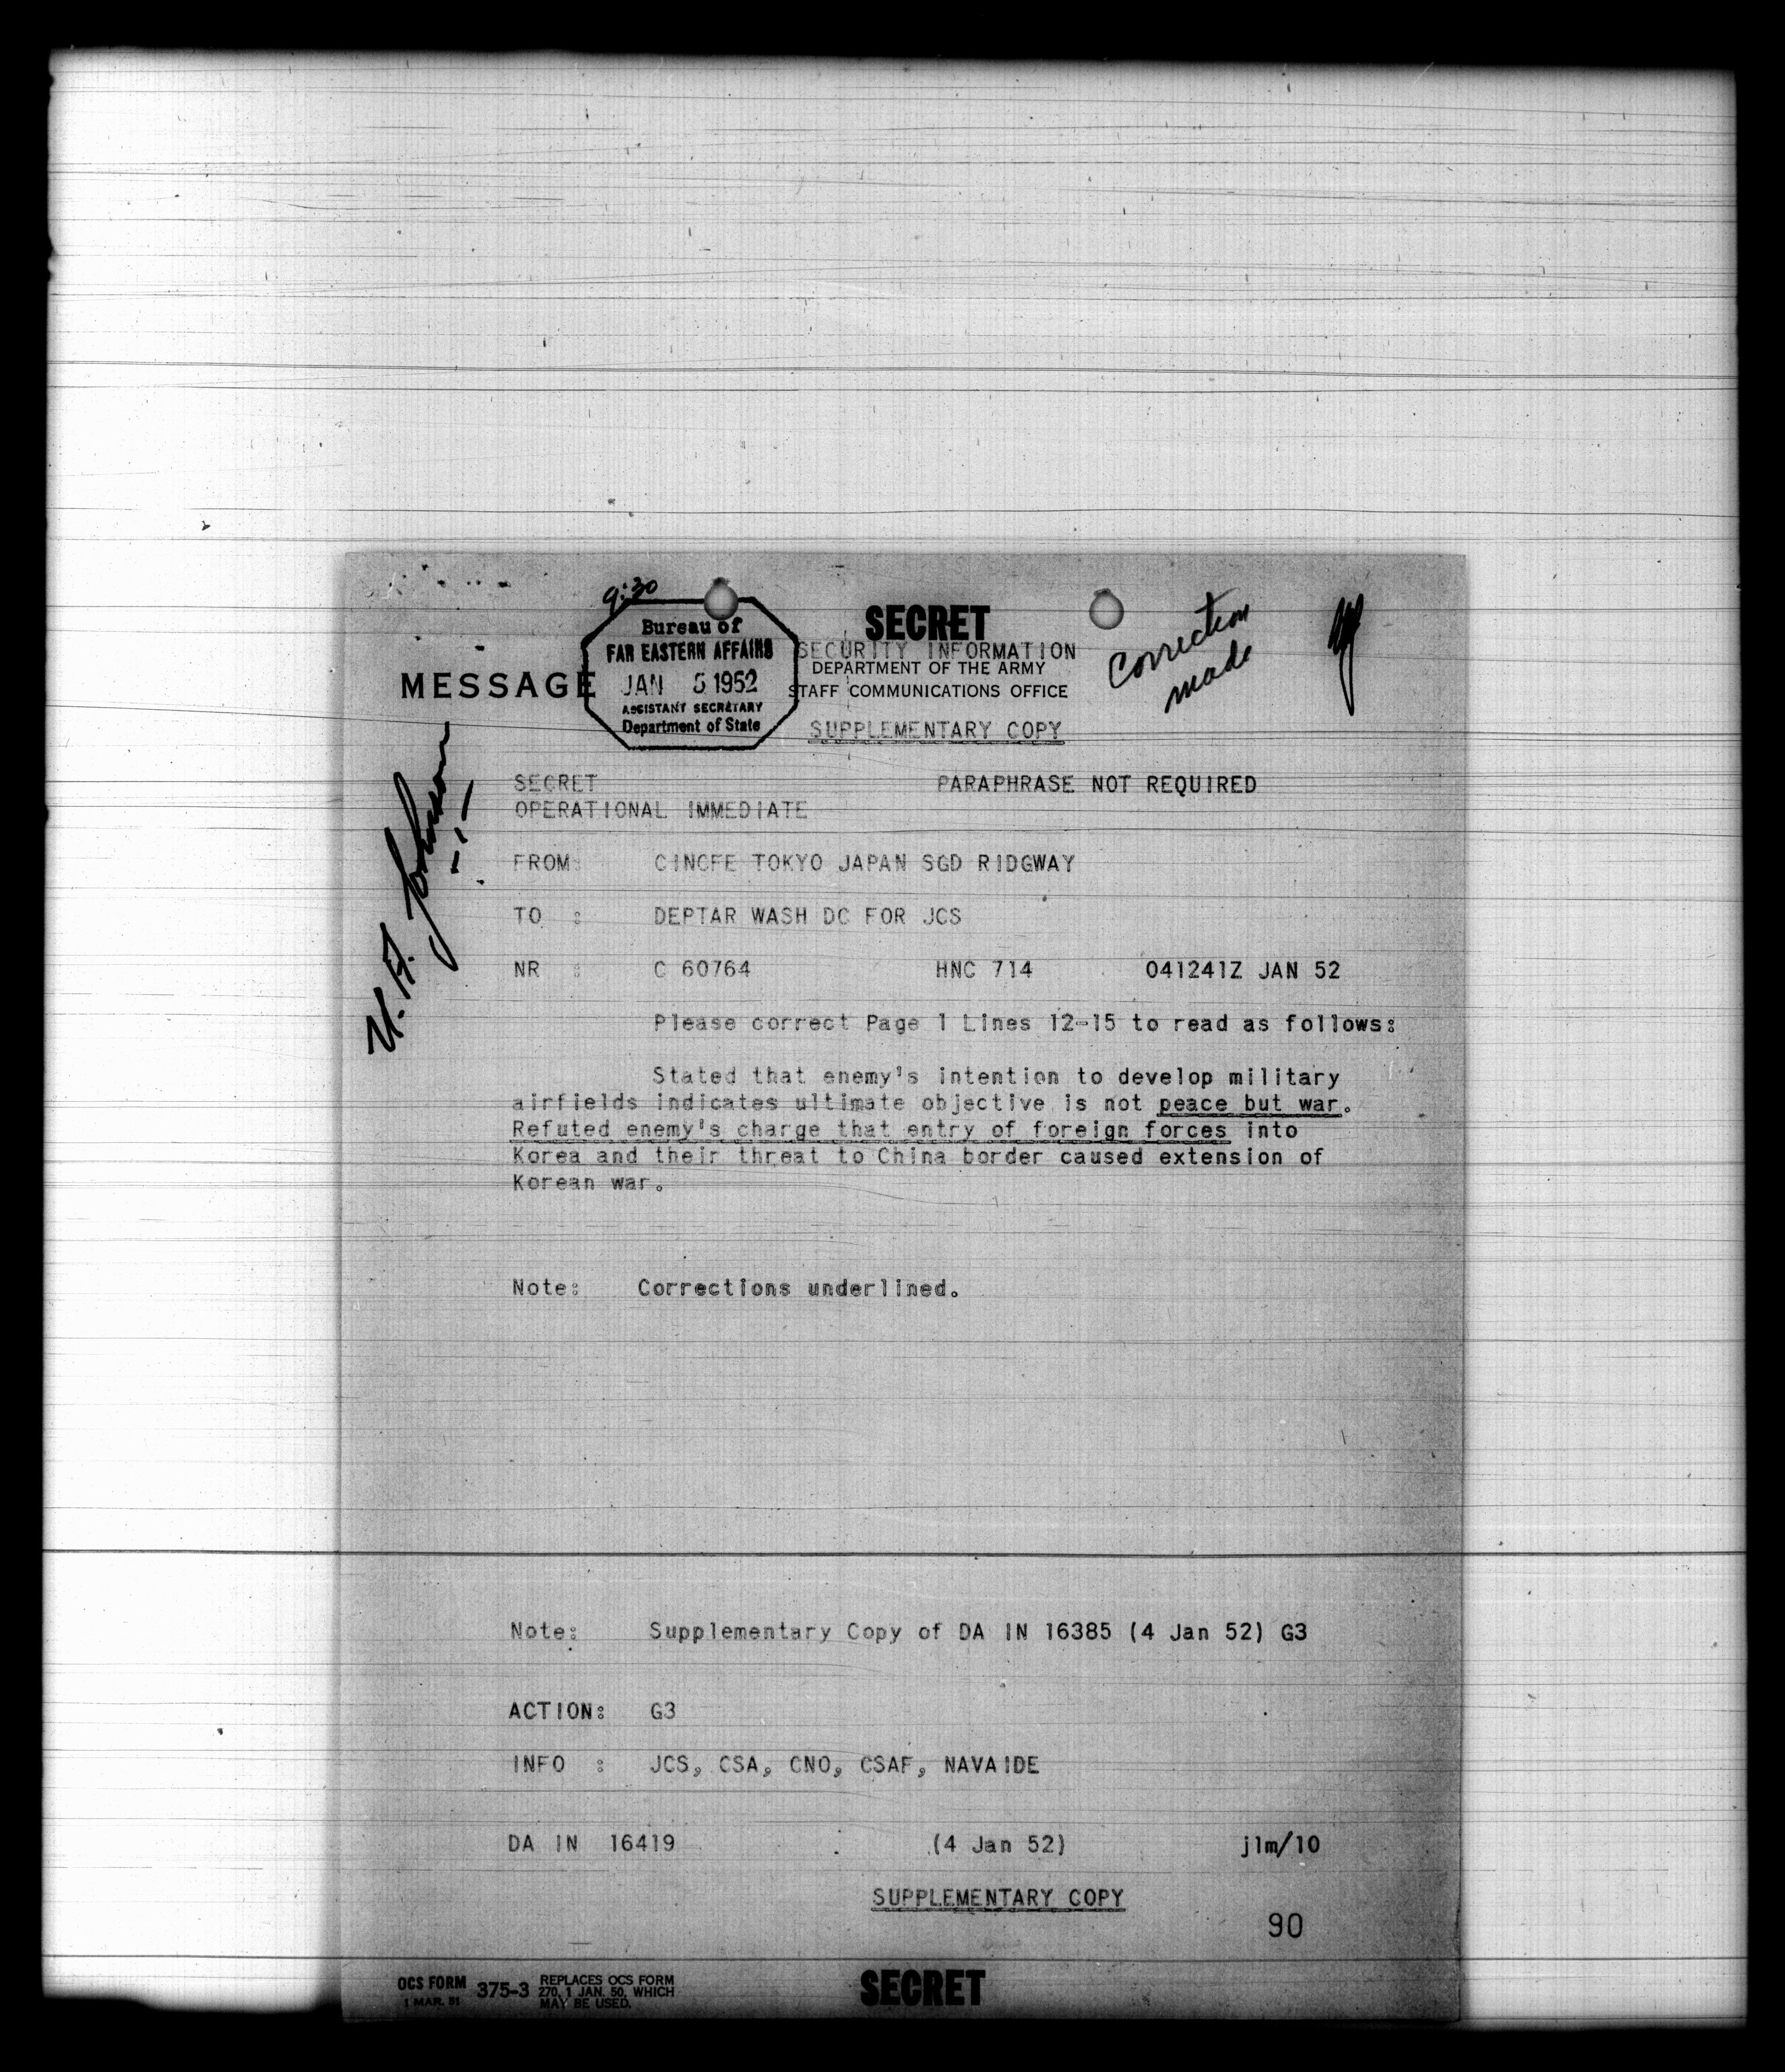 9:30
Bureau of
FAR EASTERN AFFAIRS
JAN 5 1952
ASSISTANT SECRETARY
Department of State
SECRET
SECURITY INFORMATION
DEPARTMENT OF THE ARMY
STAFF COMMUNICATIONS OFFICE
MESSAGE
Correction
made
SUPPLEMENTARY COPY
U. A. Johnson
SECRET PARAPHRASE NOT REQUIRED
OPERATIONAL IMMEDIATE
FROM: CINCFE TOKYO JAPAN SGD RIDGWAY
TO : DEPTAR WASH DC FOR JCS
NR : C 60764 HNC 714 041241Z JAN 52
Please correct Page 1 Lines 12-15 to read as follows:
Stated that enemy's intention to develop military
airfields indicates ultimate objective is not peace but war.
Refuted enemy's charge that entry of foreign forces into
Korea and their threat to China border caused extension of
Korean war.
Note: Corrections underlined.
Note: Supplementary Copy of DA IN 16385 (4 Jan 52) G3
ACTION: G3
INFO : JCS, CSA, CNO, CSAF, NAVAIDE
DA IN 16419 (4 Jan 52) jlm/10
SUPPLEMENTARY COPY
90
OCS FORM 375-3 REPLACES OCS FORM
1 MAR. 51 270, 1 JAN. 50, WHICH
MAY BE USED.
SECRET